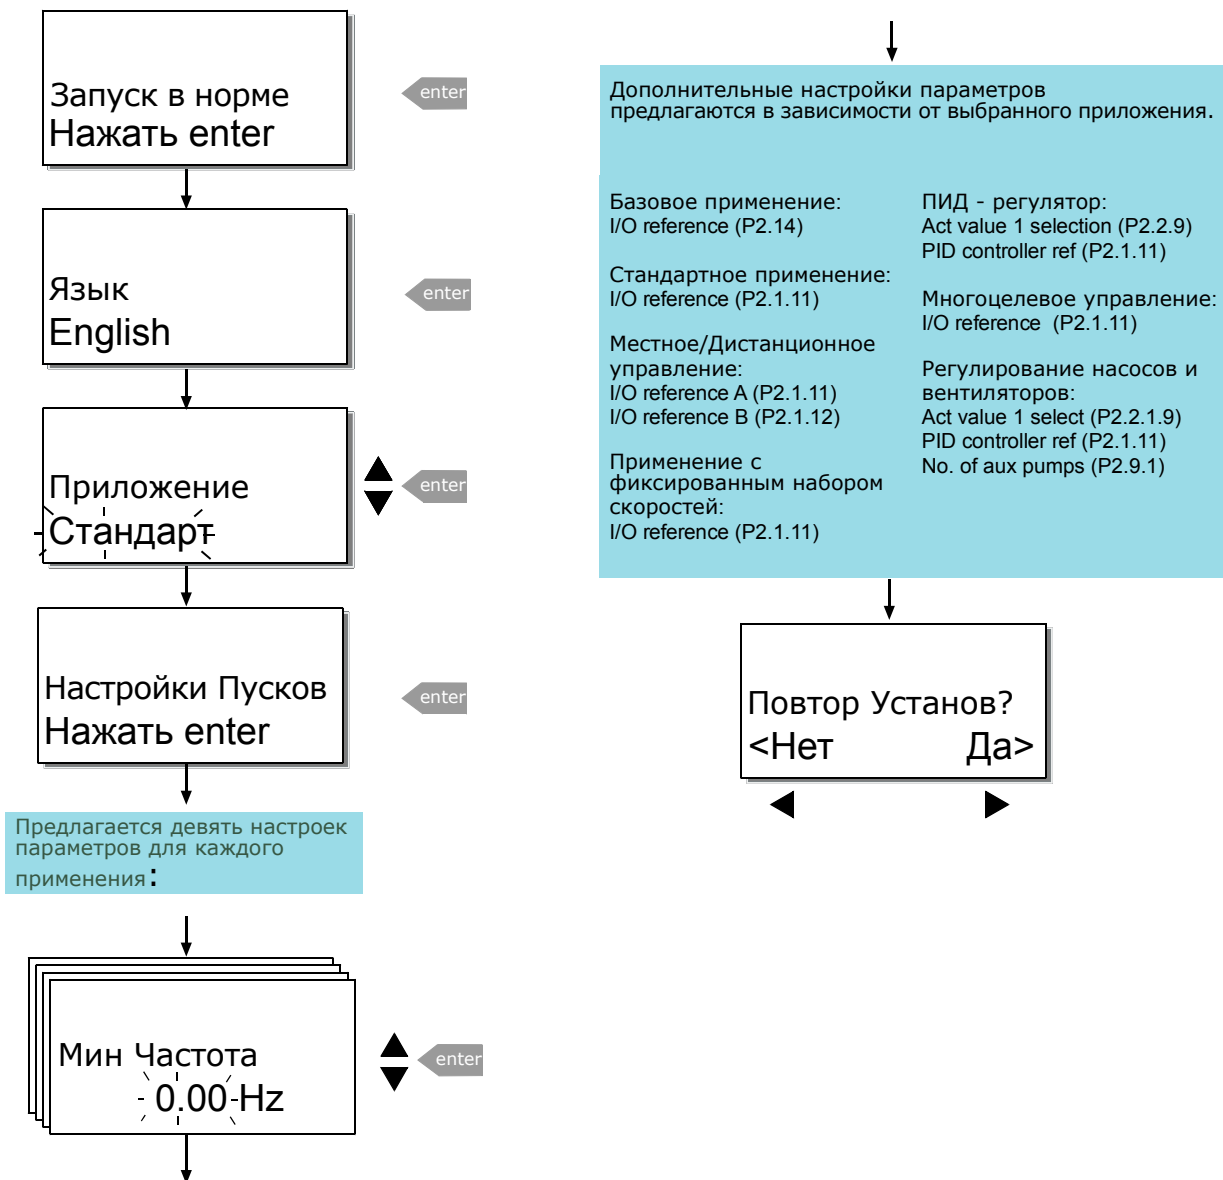 Запуск в норме
Нажать enter
enter
Язык
English
enter
Приложение
Стандарт
enter
Настройки Пусков
Нажать enter
enter
Предлагается девять настроек
параметров для каждого
применения:
Мин Частота
0.00 Hz
enter
Дополнительные настройки параметров
предлагаются в зависимости от выбранного приложения.
Базовое применение:
I/O reference (P2.14)
Стандартное применение:
I/O reference (P2.1.11)
Местное/Дистанционное
управление:
I/O reference A (P2.1.11)
I/O reference B (P2.1.12)
Применение с
фиксированным набором
скоростей:
I/O reference (P2.1.11)
ПИД - регулятор:
Act value 1 selection (P2.2.9)
PID controller ref (P2.1.11)
Многоцелевое управление:
I/O reference (P2.1.11)
Регулирование насосов и
вентиляторов:
Act value 1 select (P2.2.1.9)
PID controller ref (P2.1.11)
No. of aux pumps (P2.9.1)
Повтор Установ?
<Нет Да>